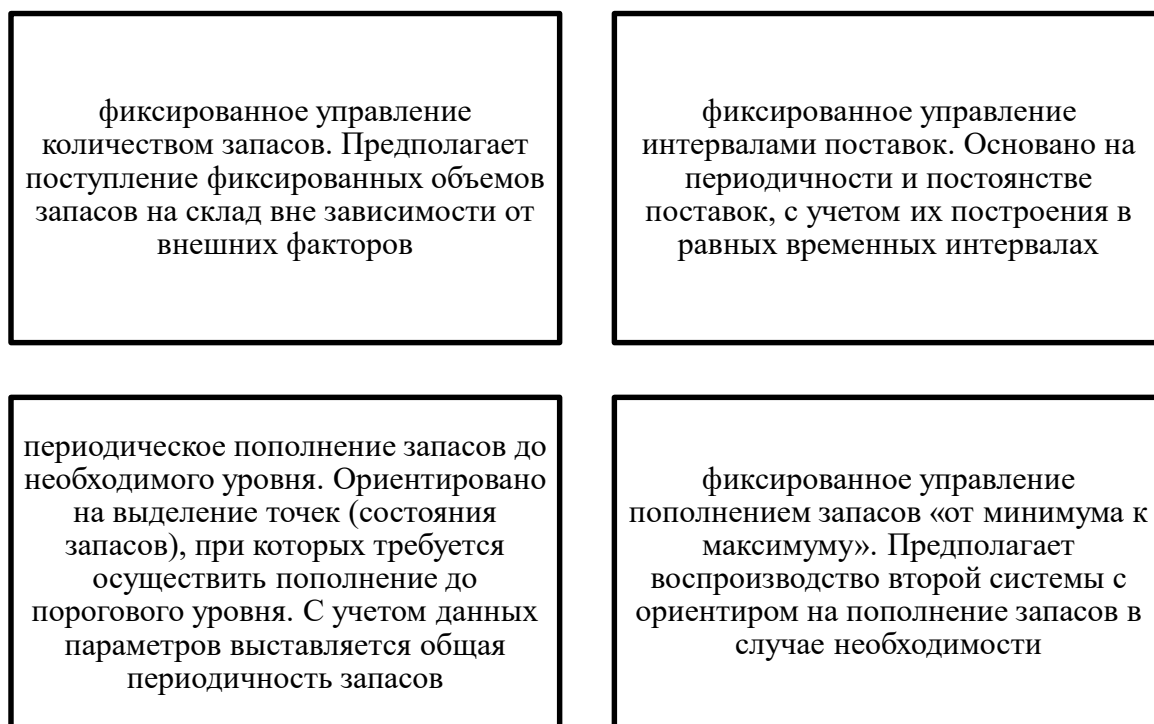 фиксированное управление
количеством запасов. Предполагает
поступление фиксированных объемов
запасов на склад вне зависимости от
внешних факторов
фиксированное управление
интервалами поставок. Основано на
периодичности и постоянстве
поставок, с учетом их построения в
равных временных интервалах
периодическое пополнение запасов до
необходимого уровня. Ориентировано
на выделение точек (состояния
запасов), при которых требуется
осуществить пополнение до
порогового уровня. С учетом данных
параметров выставляется общая
периодичность запасов
фиксированное управление
пополнением запасов «от минимума к
максимуму». Предполагает
воспроизводство второй системы с
ориентиром на пополнение запасов в
случае необходимости